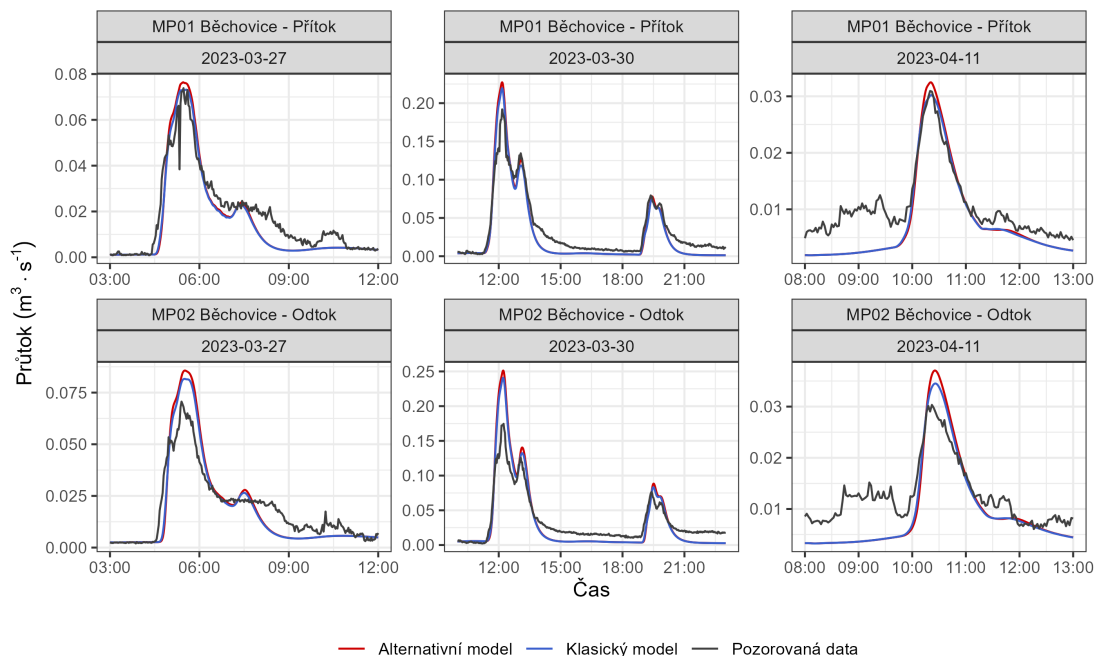 MP01 Běchovice - Přítok
MP01 Běchovice - Přítok
MP01 Běchovice - Přítok
2023-03-27
2023-03-30
2023-04-11
0.08
0.06
0.04
0.02
0.00
03:00 06:00 09:00 12:00
0.20
0.15
0.10
0.05
0.00
12:00 15:00 18:00 21:00
0.03
0.02
0.01
08:00 09:00 10:00 11:00 12:00 13:00
Průtok (m³ · s⁻¹)
MP02 Běchovice - Odtok
MP02 Běchovice - Odtok
MP02 Běchovice - Odtok
2023-03-27
2023-03-30
2023-04-11
0.075
0.050
0.025
0.000
03:00 06:00 09:00 12:00
0.25
0.20
0.15
0.10
0.05
0.00
12:00 15:00 18:00 21:00
0.03
0.02
0.01
08:00 09:00 10:00 11:00 12:00 13:00
Čas
Alternativní model Klasický model Pozorovaná data